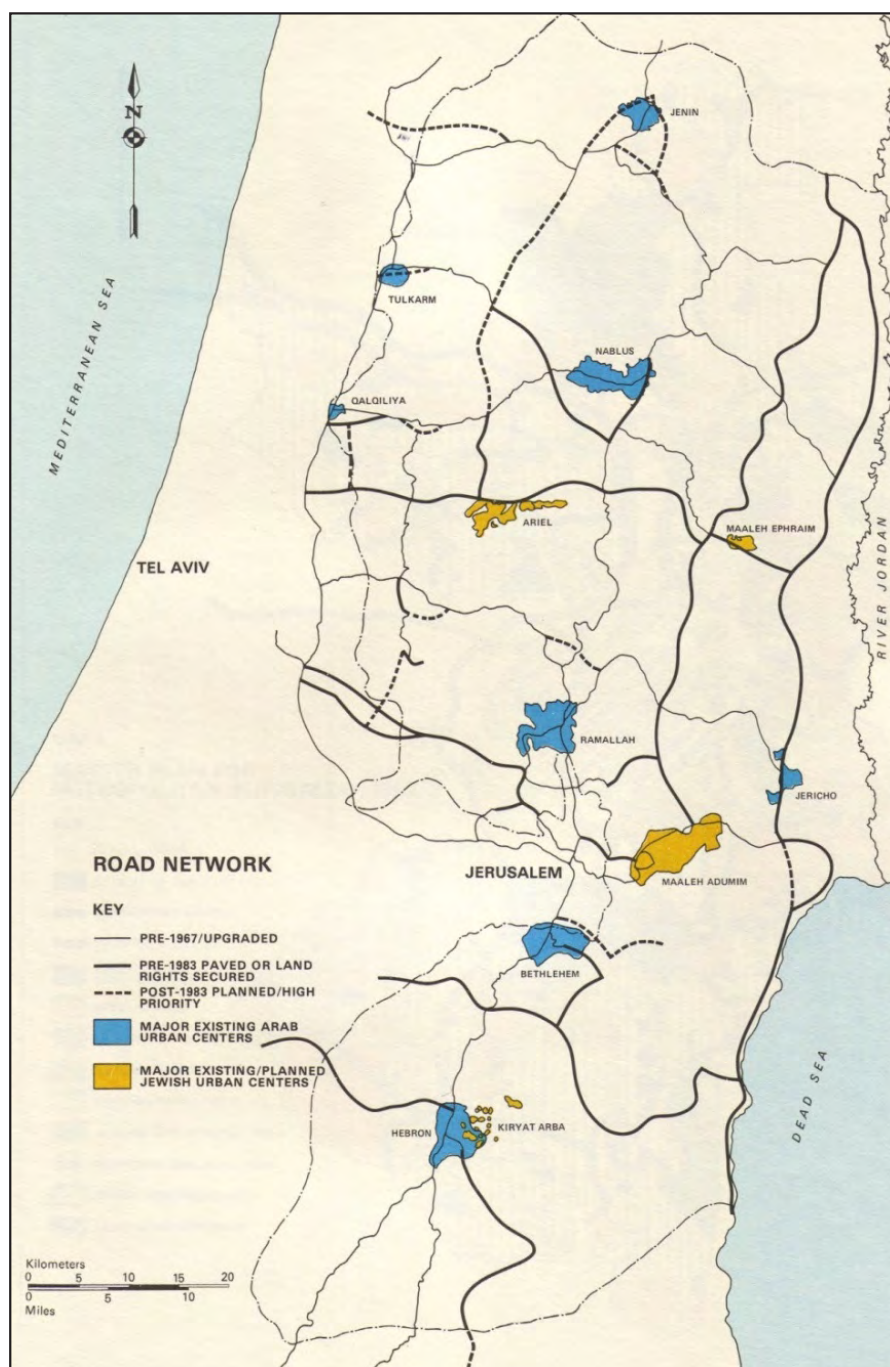 N
JENIN
MEDITERRANEAN SEA
TULKARM
NABLUS
QALQILIYA
ARIEL
MAALEH EPHRAIM
TEL AVIV
RIVER JORDAN
RAMALLAH
JERICHO
ROAD NETWORK
JERUSALEM
MAALEH ADUMIM
KEY
PRE-1967/UPGRADED
PRE-1983 PAVED OR LAND
RIGHTS SECURED
POST-1983 PLANNED/HIGH
PRIORITY
BETHLEHEM
MAJOR EXISTING ARAB
URBAN CENTERS
MAJOR EXISTING/PLANNED
JEWISH URBAN CENTERS
DEAD SEA
HEBRON
KIRYAT ARBA
Kilometers
0 5 10 15 20
0 5 10
Miles